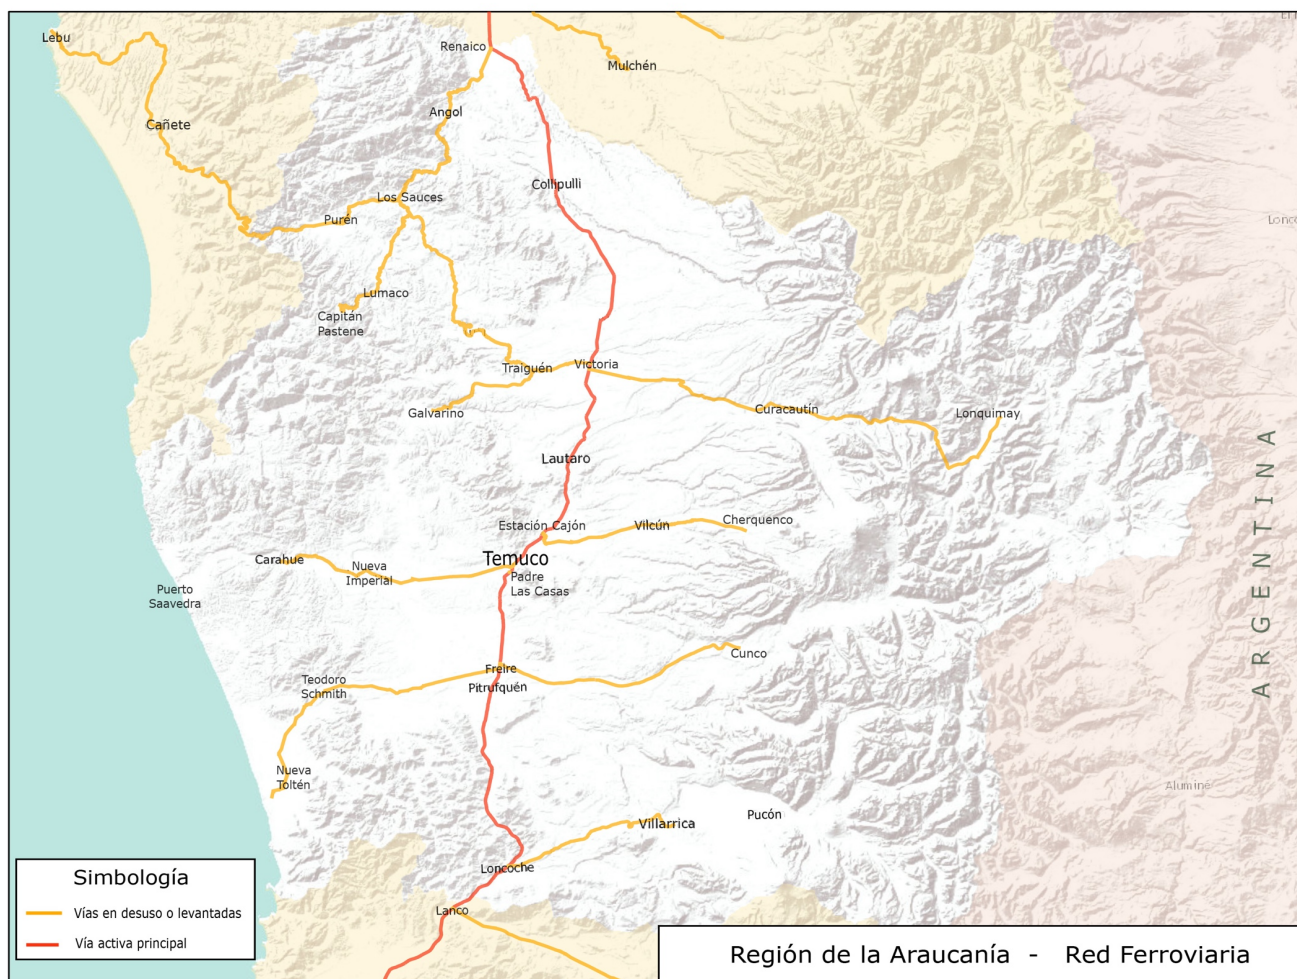 Lebu
Renaico
Mulchén
Angol
Cañete
Collipulli
Los Sauces
Purén
Lumaco
Capitán
Pastene
Traiguén
Victoria
Galvarino
Curacautín
Lonquimay
Lautaro
Estación Cajón
Vilcún
Cherquenco
Temuco
Carahue
Nueva
Imperial
Padre
Las Casas
Puerto
Saavedra
ARGENTINA
Freire
Cunco
Teodoro
Schmith
Pitrufquén
Nueva
Toltén
Aluminé
Pucón
Villarrica
Loncoche
Lanco
Simbología
Vías en desuso o levantadas
Vía activa principal
Región de la Araucanía - Red Ferroviaria